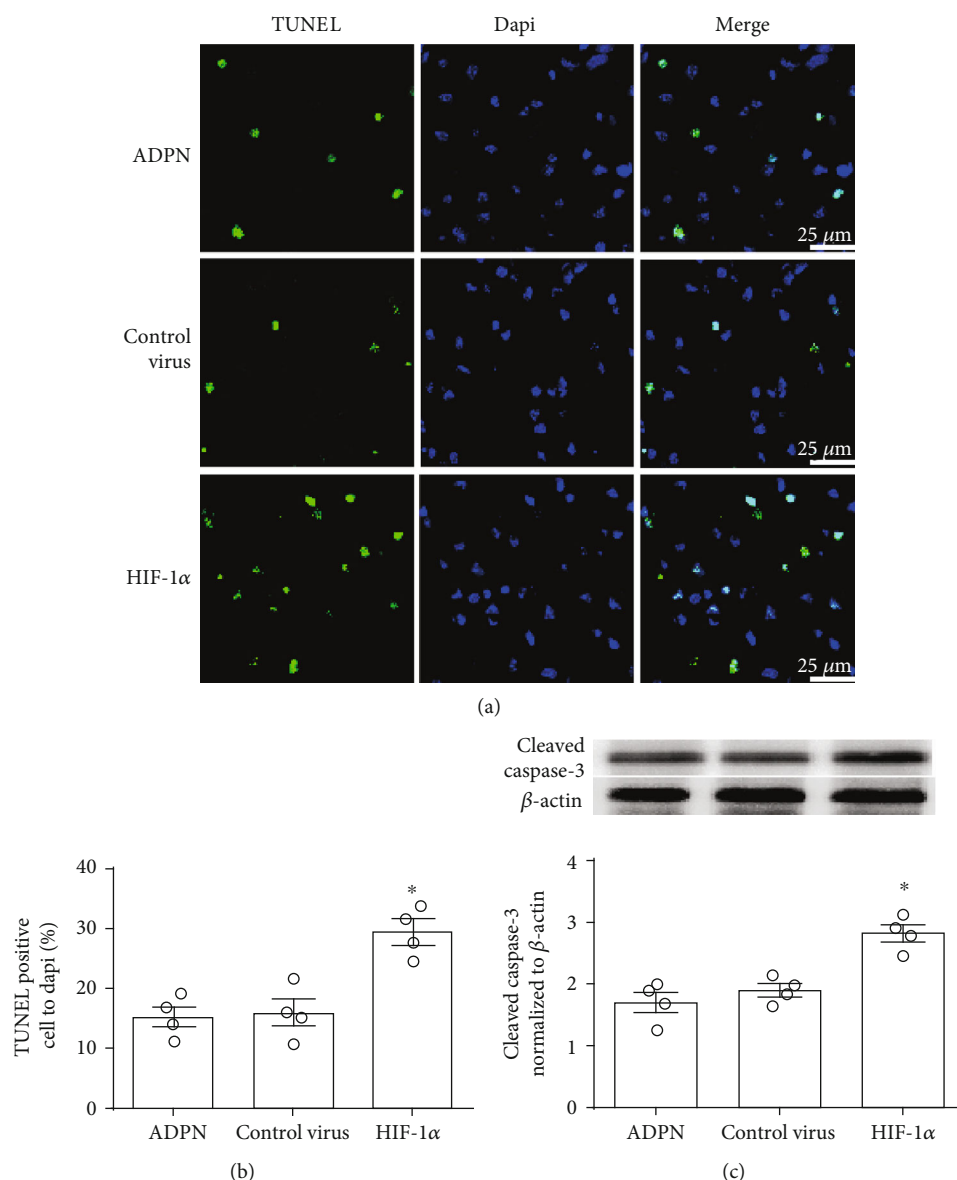 TUNEL Dapi Merge
ADPN
25 μm
Control
virus
25 μm
HIF-1α
25 μm
(a)
Cleaved
caspase-3
β-actin
TUNEL positive
cell to dapi (%)
40
30
20
10
0
*
ADPN Control virus HIF-1α
(b)
Cleaved caspase-3
normalized to β-actin
4
3
2
1
0
*
ADPN Control virus HIF-1α
(c)